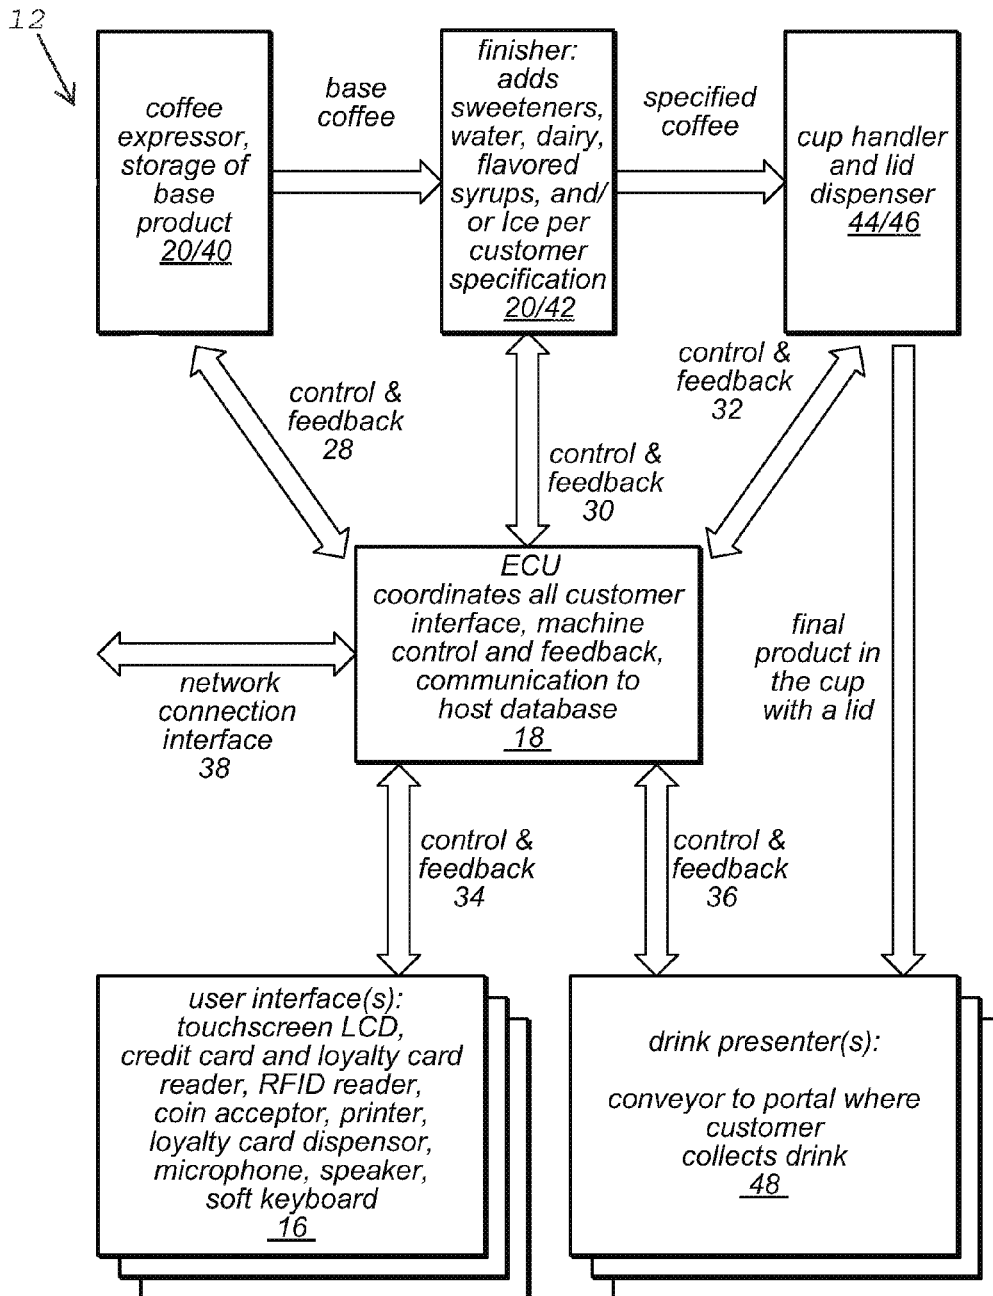 12
coffee
expressor,
storage of
base
product
20/40
base
coffee
finisher:
adds
sweeteners,
water, dairy,
flavored
syrups, and/
or Ice per
customer
specification
20/42
specified
coffee
cup handler
and lid
dispenser
44/46
control &
feedback
28
control &
feedback
30
control &
feedback
32
ECU
coordinates all customer
interface, machine
control and feedback,
communication to
host database
18
network
connection
interface
38
final
product in
the cup
with a lid
control &
feedback
34
control &
feedback
36
user interface(s):
touchscreen LCD,
credit card and loyalty card
reader, RFID reader,
coin acceptor, printer,
loyalty card dispensor,
microphone, speaker,
soft keyboard
16
drink presenter(s):
conveyor to portal where
customer
collects drink
48